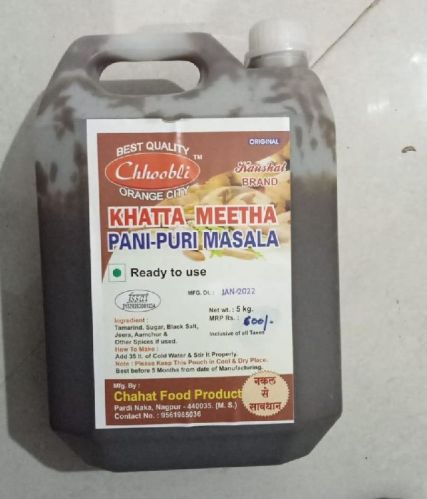 ORIGINAL
BEST QUALITY
Chhoobli TM
ORANGE CITY
Kaushal
BRAND
KHATTA MEETHA
PANI-PURI MASALA
Ready to use
MFG. Dt. : JAN-2022
fssai
Net wt. : 5 kg.
MRP Rs. : 600/-
Inclusive of all Taxes
Ingredient :
Tamarind, Sugar, Black Salt,
Jeera, Aamchur &
Other Spices if used.
How To Make :
Add 35 lt. of Cold Water & Stir it Properly.
Note : Please Keep This Pouch in Cool & Dry Place.
Best before 5 Months from date of Manufacturing.
Mfg. By :
Chahat Food Product
Pardi Naka, Nagpur - 440035. (M. S.)
Contact No. : 9561985036
नकल
से
सावधान